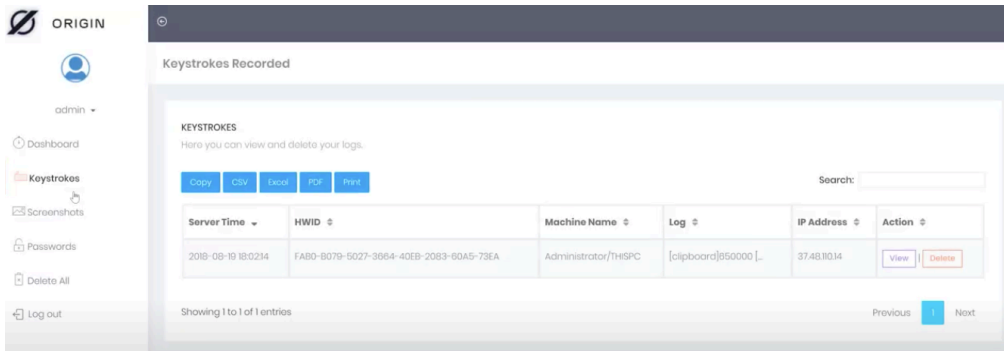 ORIGIN
admin
Dashboard
Keystrokes
Screenshots
Passwords
Delete All
Log out
Keystrokes Recorded
KEYSTROKES
Here you can view and delete your logs.
Copy CSV Excel PDF Print
Search:
Server Time HWID Machine Name Log IP Address Action
2018-08-19 18:02:14 FAB0-B079-5027-3664-40EB-2083-60A5-73EA Administrator/THISPC [clipboard]650000 [... 37.48.110.14 View | Delete
Showing 1 to 1 of 1 entries
Previous 1 Next